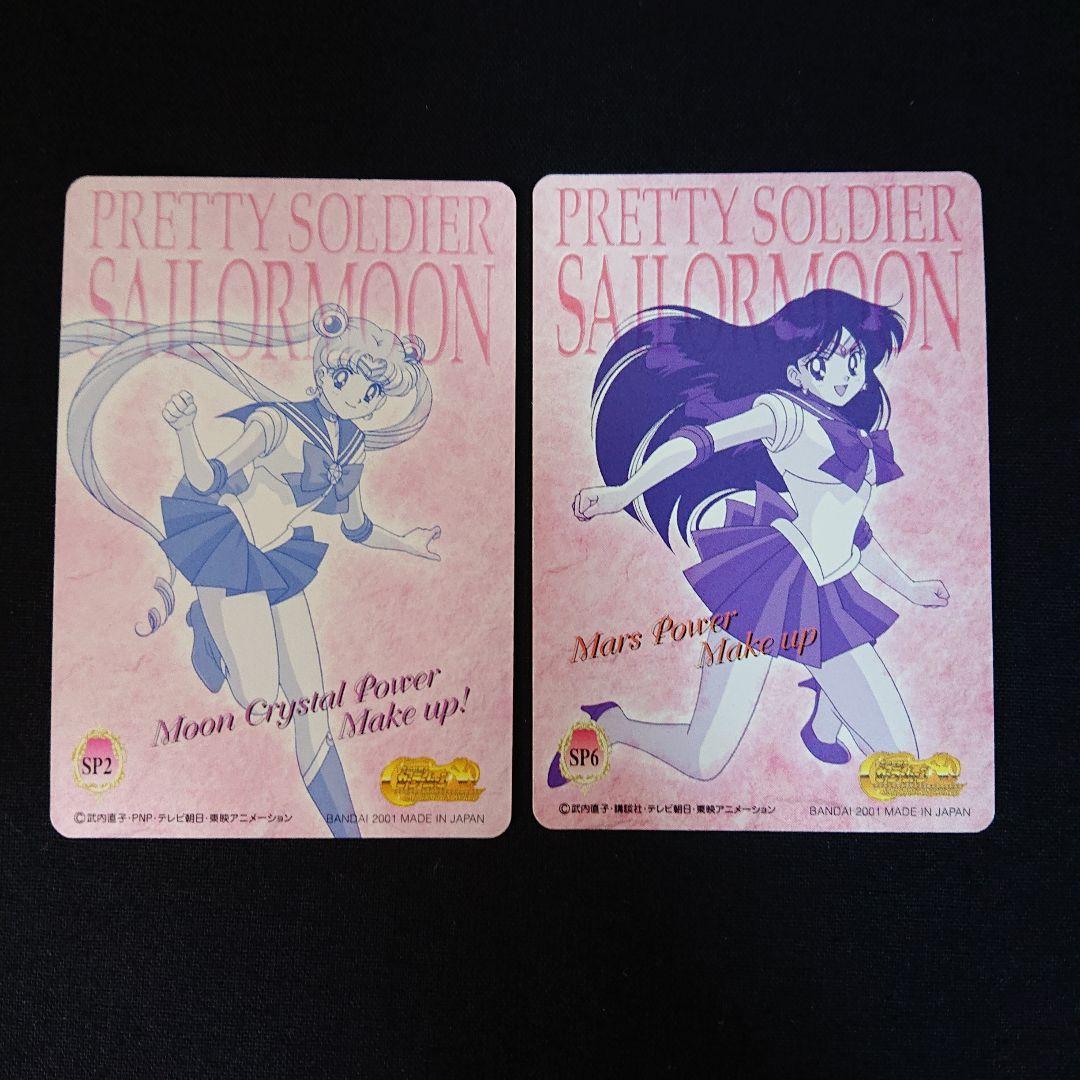 PRETTY SOLDIER
SAILORMOON
Moon Crystal Power
Make up!
SP2
©武内直子・PNP・テレビ朝日・東映アニメーション
BANDAI 2001 MADE IN JAPAN
PRETTY SOLDIER
SAILORMOON
Mars Power
Make up
SP6
©武内直子・講談社・テレビ朝日・東映アニメーション
BANDAI 2001 MADE IN JAPAN